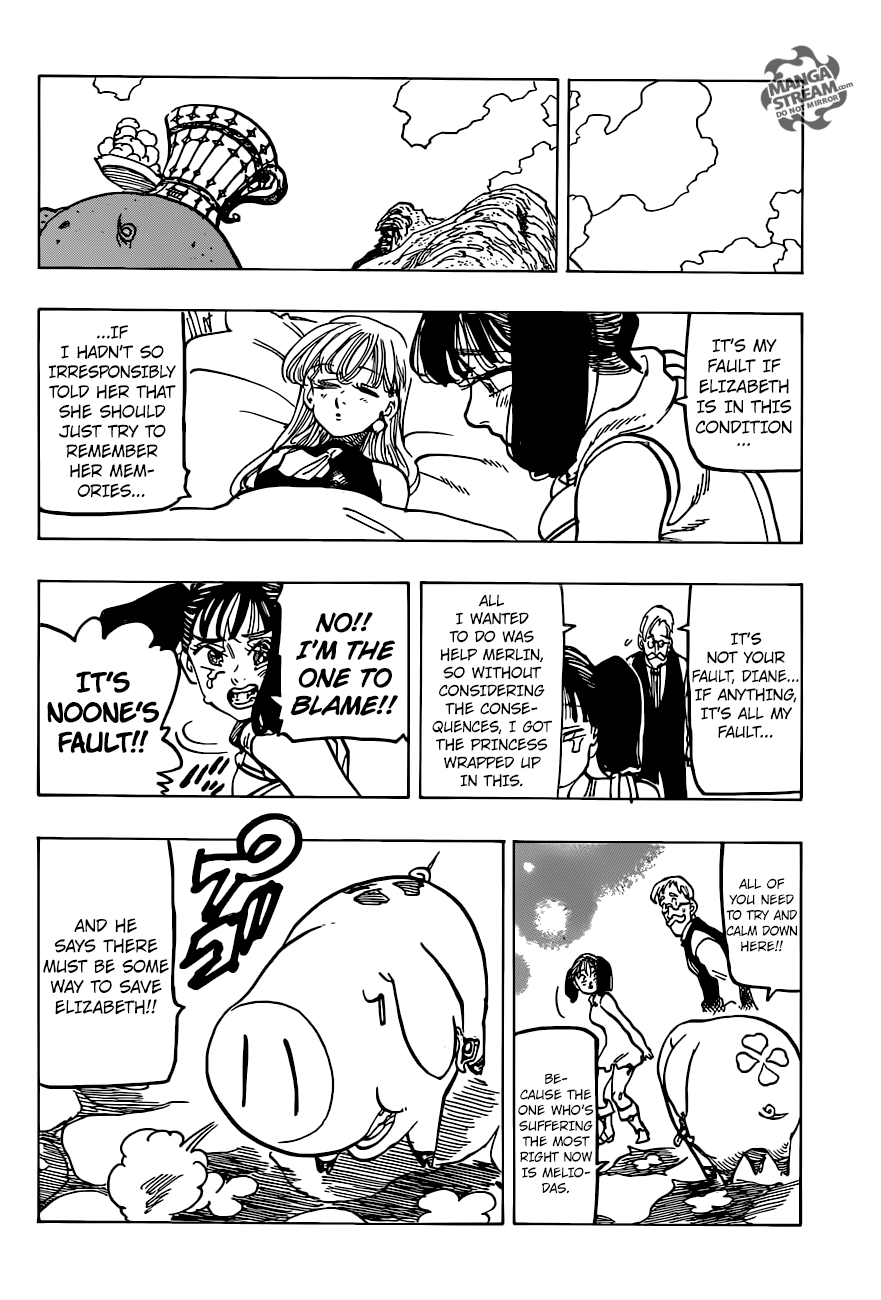 MANGA
STREAM.com
DO NOT MIRROR
IT'S MY
FAULT IF
ELIZABETH
IS IN THIS
CONDITION
...
...IF
I HADN'T SO
IRRESPONSIBLY
TOLD HER THAT
SHE SHOULD
JUST TRY TO
REMEMBER
HER MEM-
ORIES...
IT'S
NOT YOUR
FAULT, DIANE...
IF ANYTHING,
IT'S ALL MY
FAULT...
ALL
I WANTED
TO DO WAS
HELP MERLIN,
SO WITHOUT
CONSIDERING
THE CONSE-
QUENCES, I GOT
THE PRINCESS
WRAPPED UP
IN THIS.
NO!!
I'M THE
ONE TO
BLAME!!
IT'S
NOONE'S
FAULT!!
ALL OF
YOU NEED
TO TRY AND
CALM DOWN
HERE!!
BE-
CAUSE THE
ONE WHO'S
SUFFERING
THE MOST
RIGHT NOW
IS MELIO-
DAS.
AND HE
SAYS THERE
MUST BE SOME
WAY TO SAVE
ELIZABETH!!